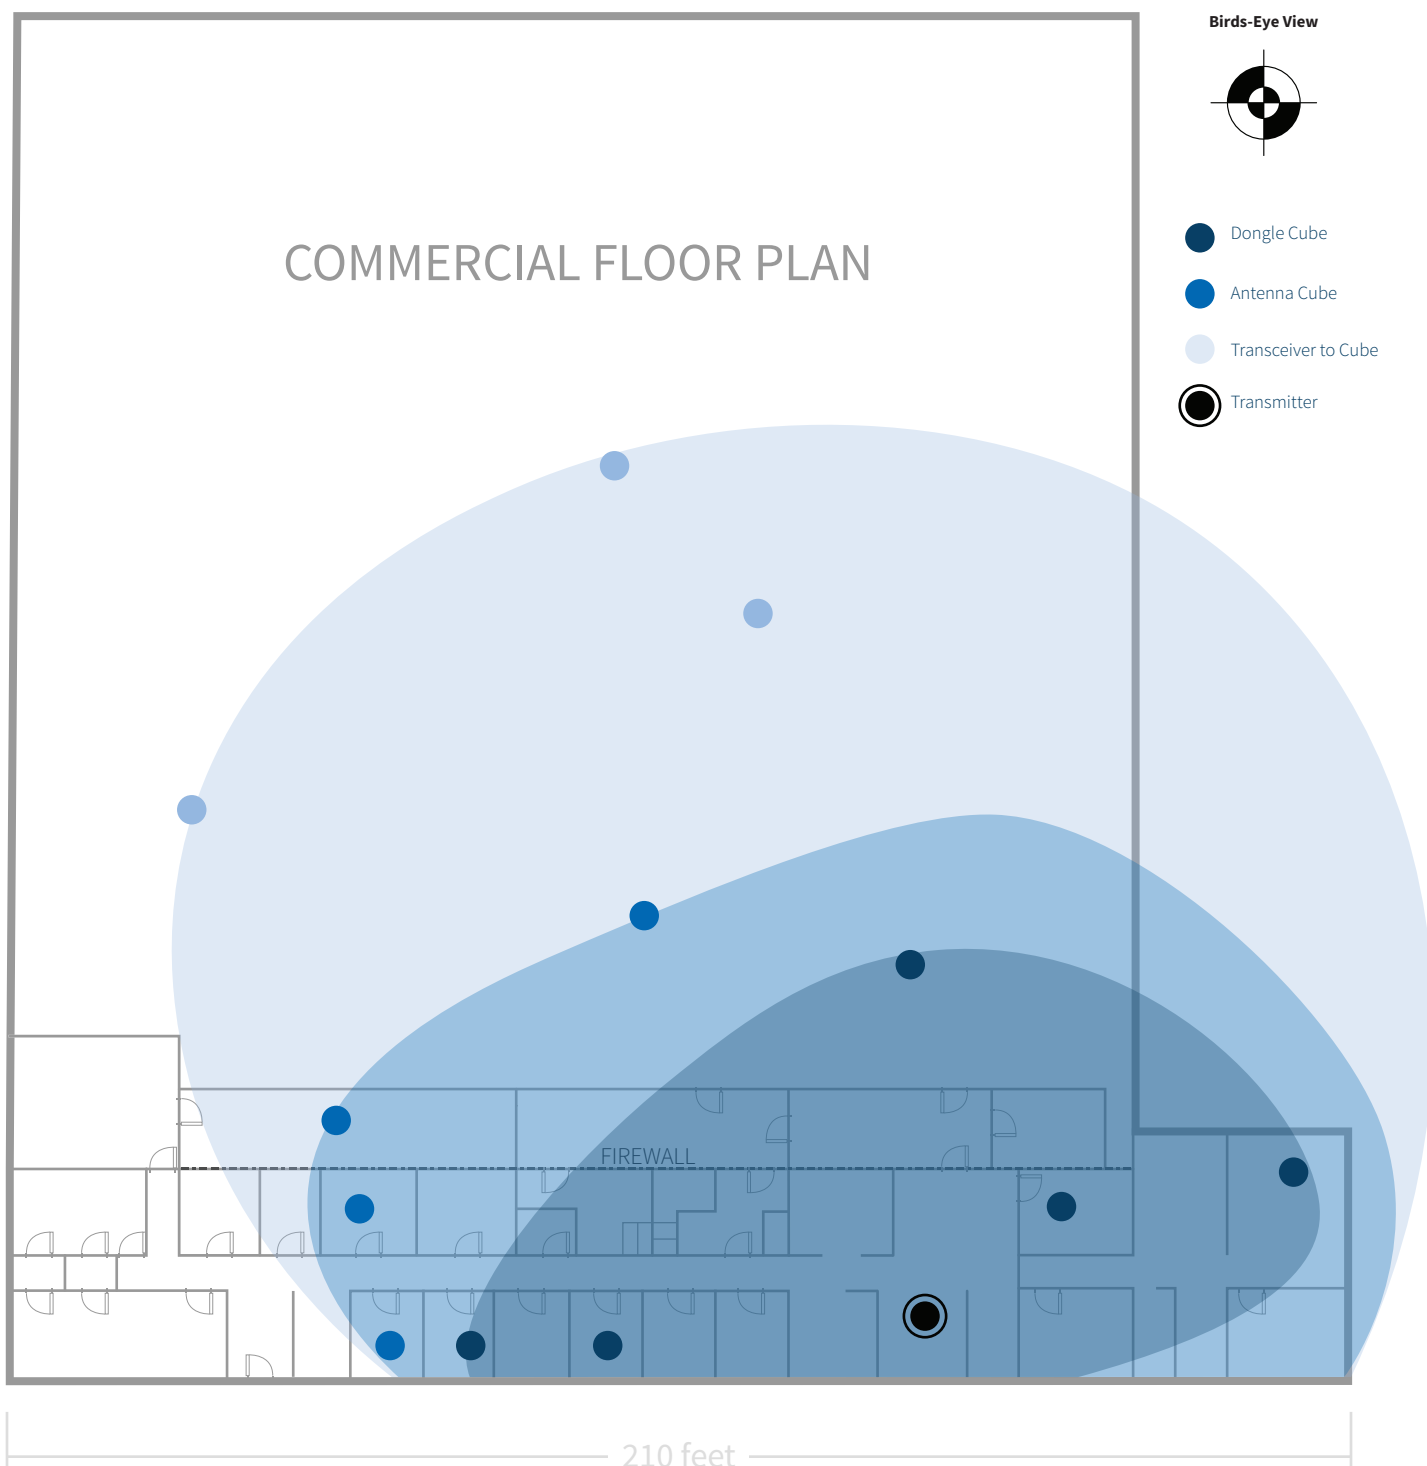 Birds-Eye View
Dongle Cube
COMMERCIAL FLOOR PLAN
Antenna Cube
Transceiver to Cube
Transmitter
FIREWALL
210 feet